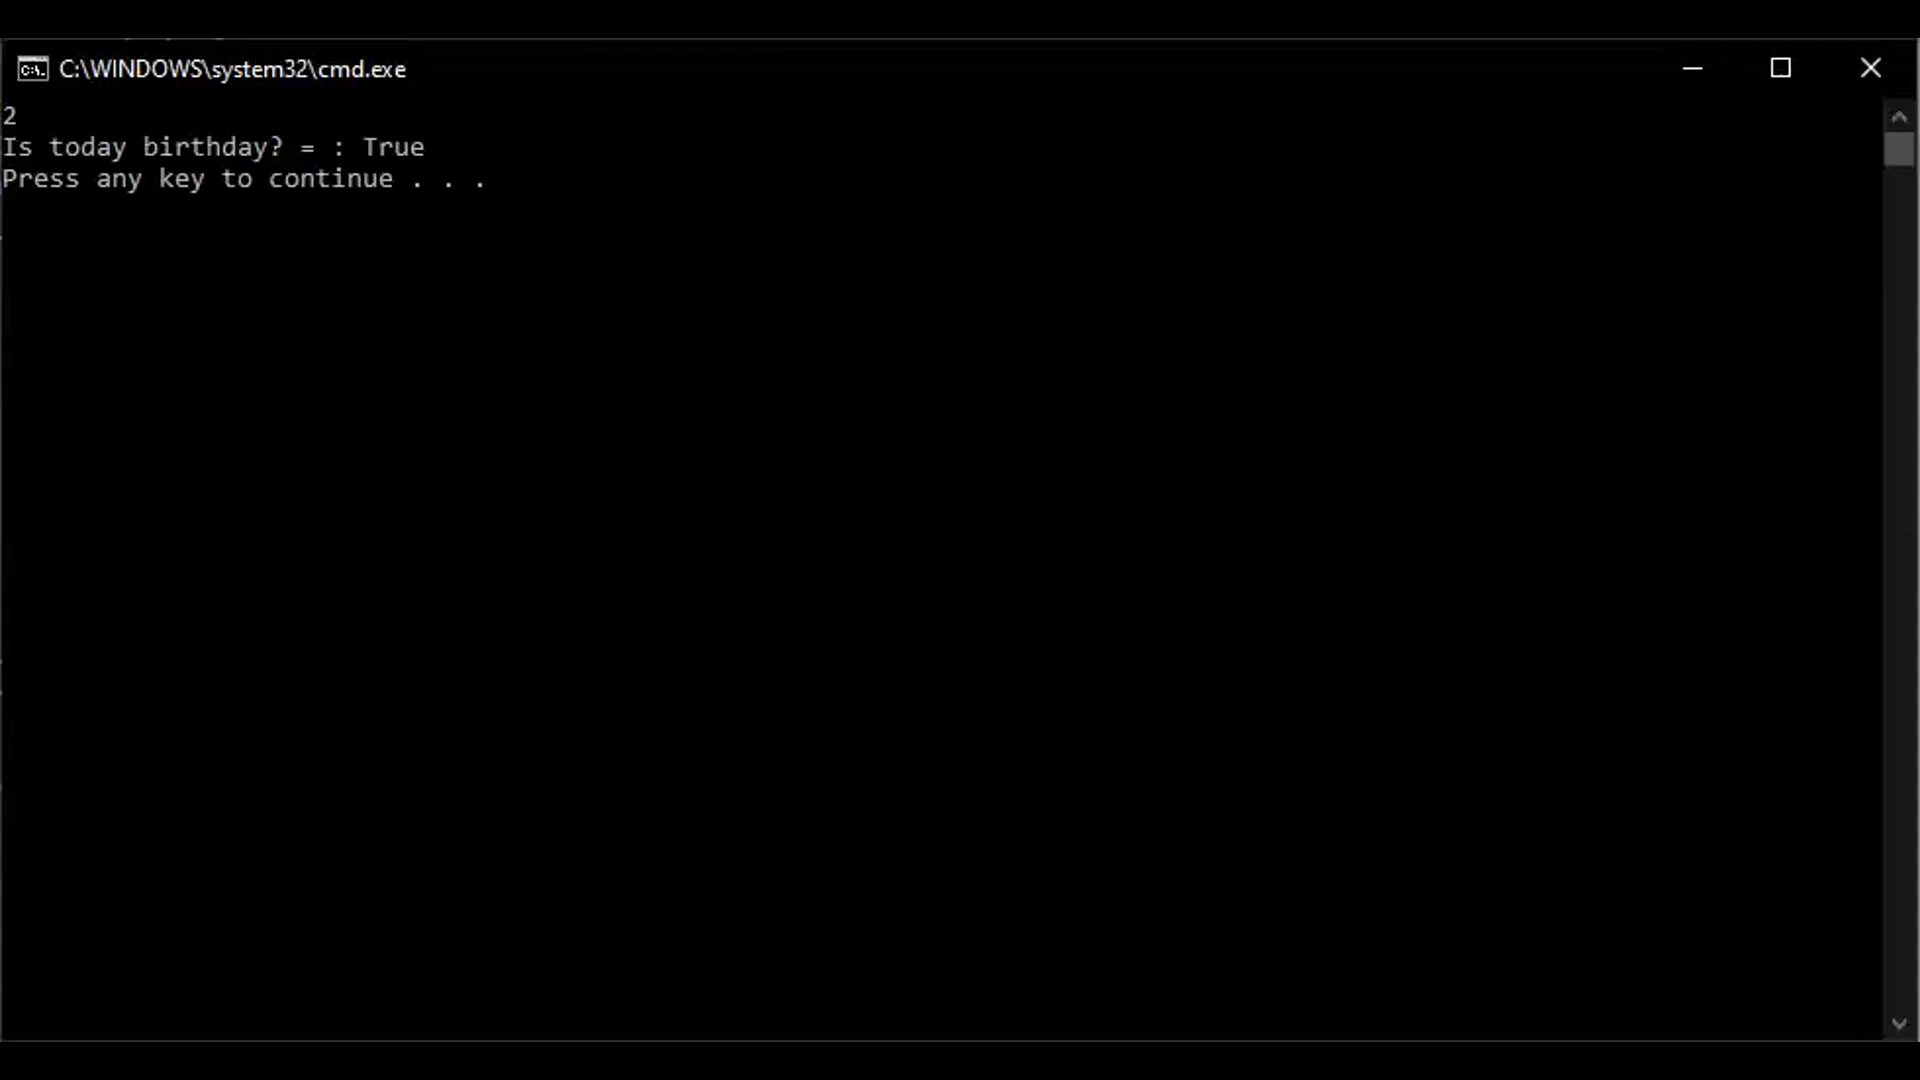 C:\WINDOWS\system32\cmd.exe
2
Is today birthday? = : True
Press any key to continue . . .